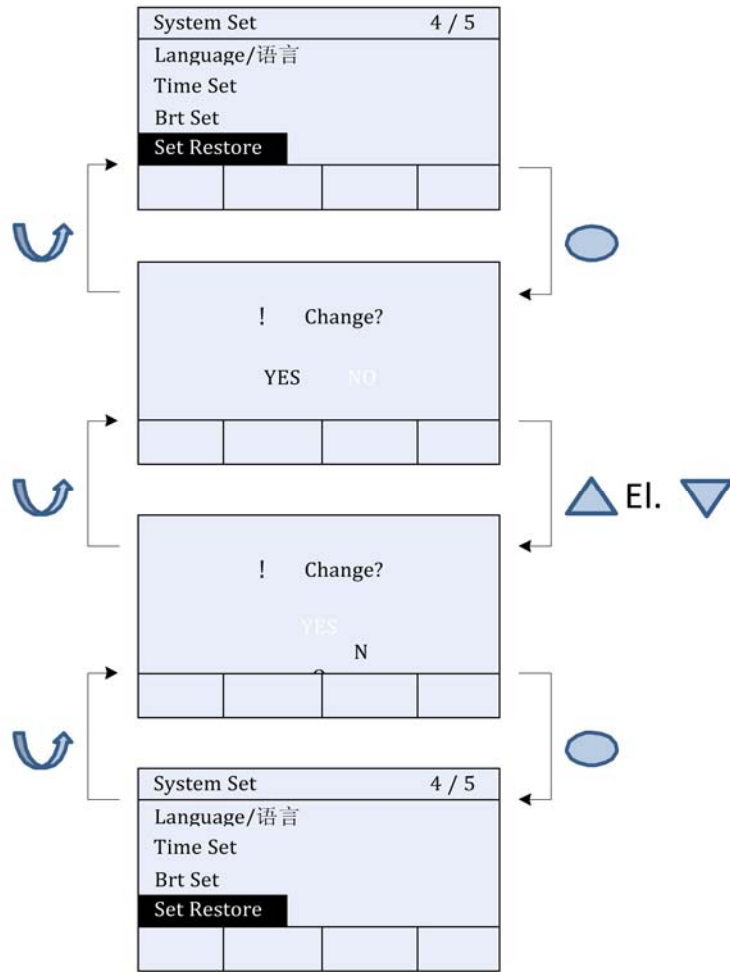 System Set 4 / 5
Language/语言
Time Set
Brt Set
Set Restore
! Change?
YES NO
El.
! Change?
YES
N
System Set 4 / 5
Language/语言
Time Set
Brt Set
Set Restore